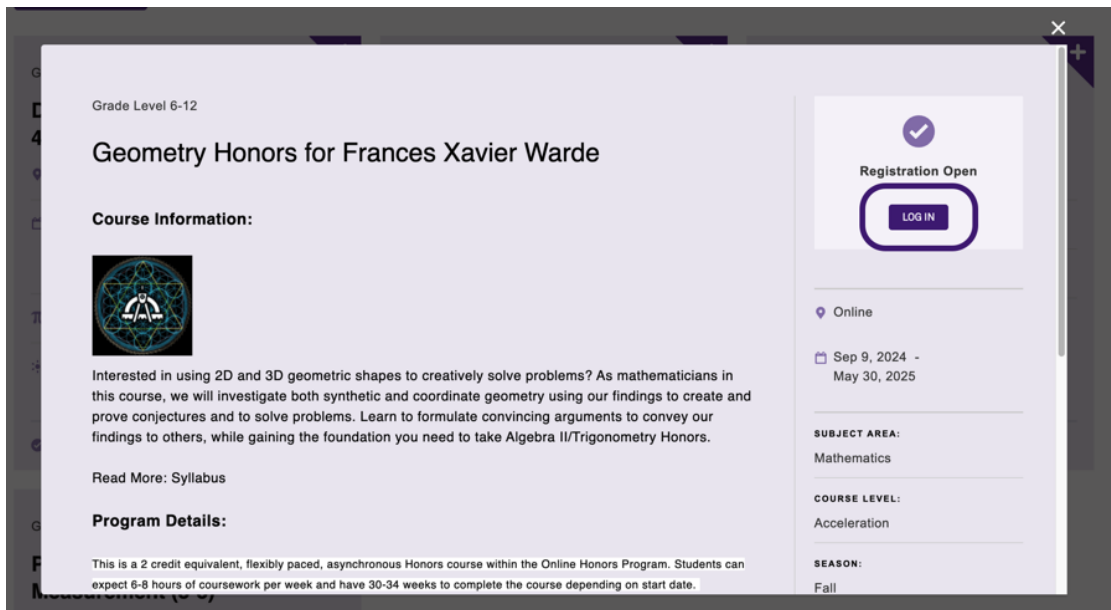 Grade Level 6-12
Geometry Honors for Frances Xavier Warde
Course Information:
Interested in using 2D and 3D geometric shapes to creatively solve problems? As mathematicians in
this course, we will investigate both synthetic and coordinate geometry using our findings to create and
prove conjectures and to solve problems. Learn to formulate convincing arguments to convey our
findings to others, while gaining the foundation you need to take Algebra II/Trigonometry Honors.
Read More: Syllabus
Program Details:
This is a 2 credit equivalent, flexibly paced, asynchronous Honors course within the Online Honors Program. Students can
expect 6-8 hours of coursework per week and have 30-34 weeks to complete the course depending on start date.
Registration Open
LOG IN
Online
Sep 9, 2024 -
May 30, 2025
SUBJECT AREA:
Mathematics
COURSE LEVEL:
Acceleration
SEASON:
Fall